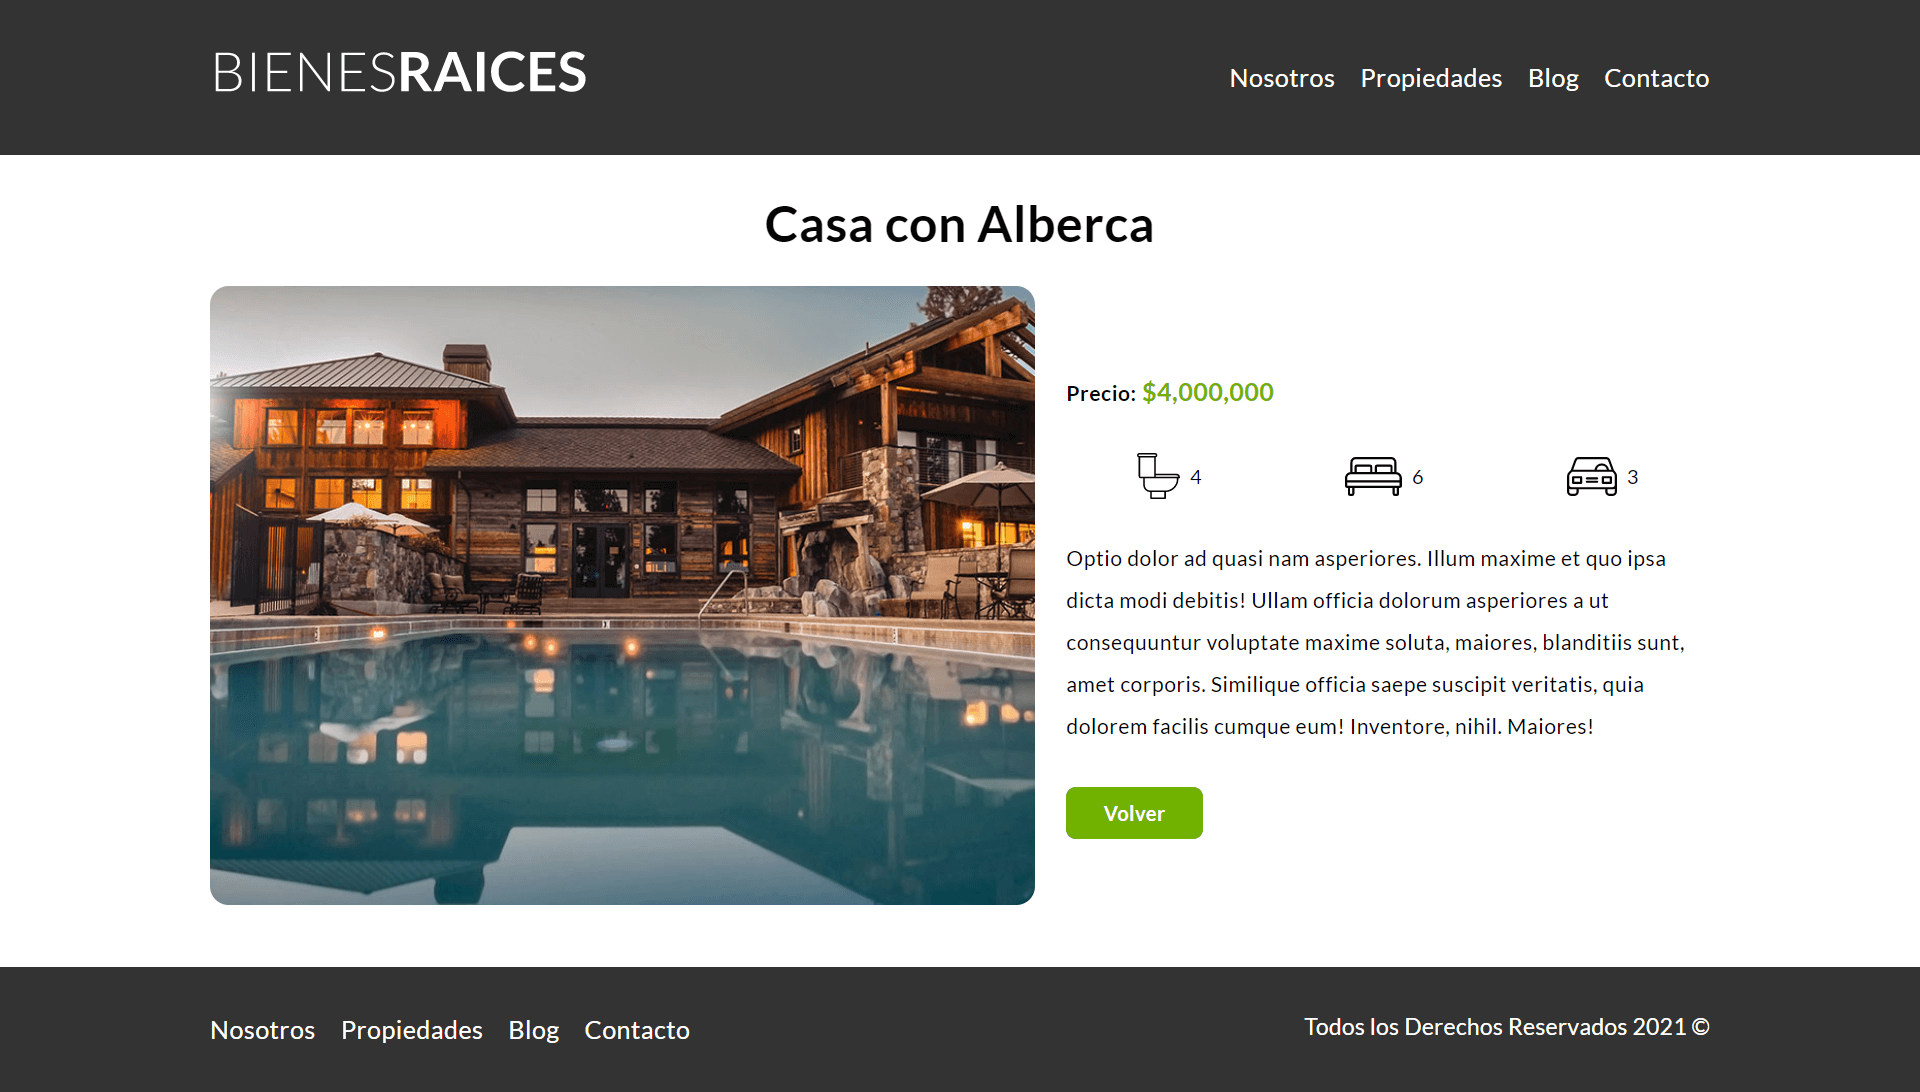 BIENESRAICES
Nosotros Propiedades Blog Contacto
Casa con Alberca
Precio: $4,000,000
4 6 3
Optio dolor ad quasi nam asperiores. Illum maxime et quo ipsa
dicta modi debitis! Ullam officia dolorum asperiores a ut
consequuntur voluptate maxime soluta, maiores, blanditiis sunt,
amet corporis. Similique officia saepe suscipit veritatis, quia
dolorem facilis cumque eum! Inventore, nihil. Maiores!
Volver
Nosotros Propiedades Blog Contacto
Todos los Derechos Reservados 2021 ©